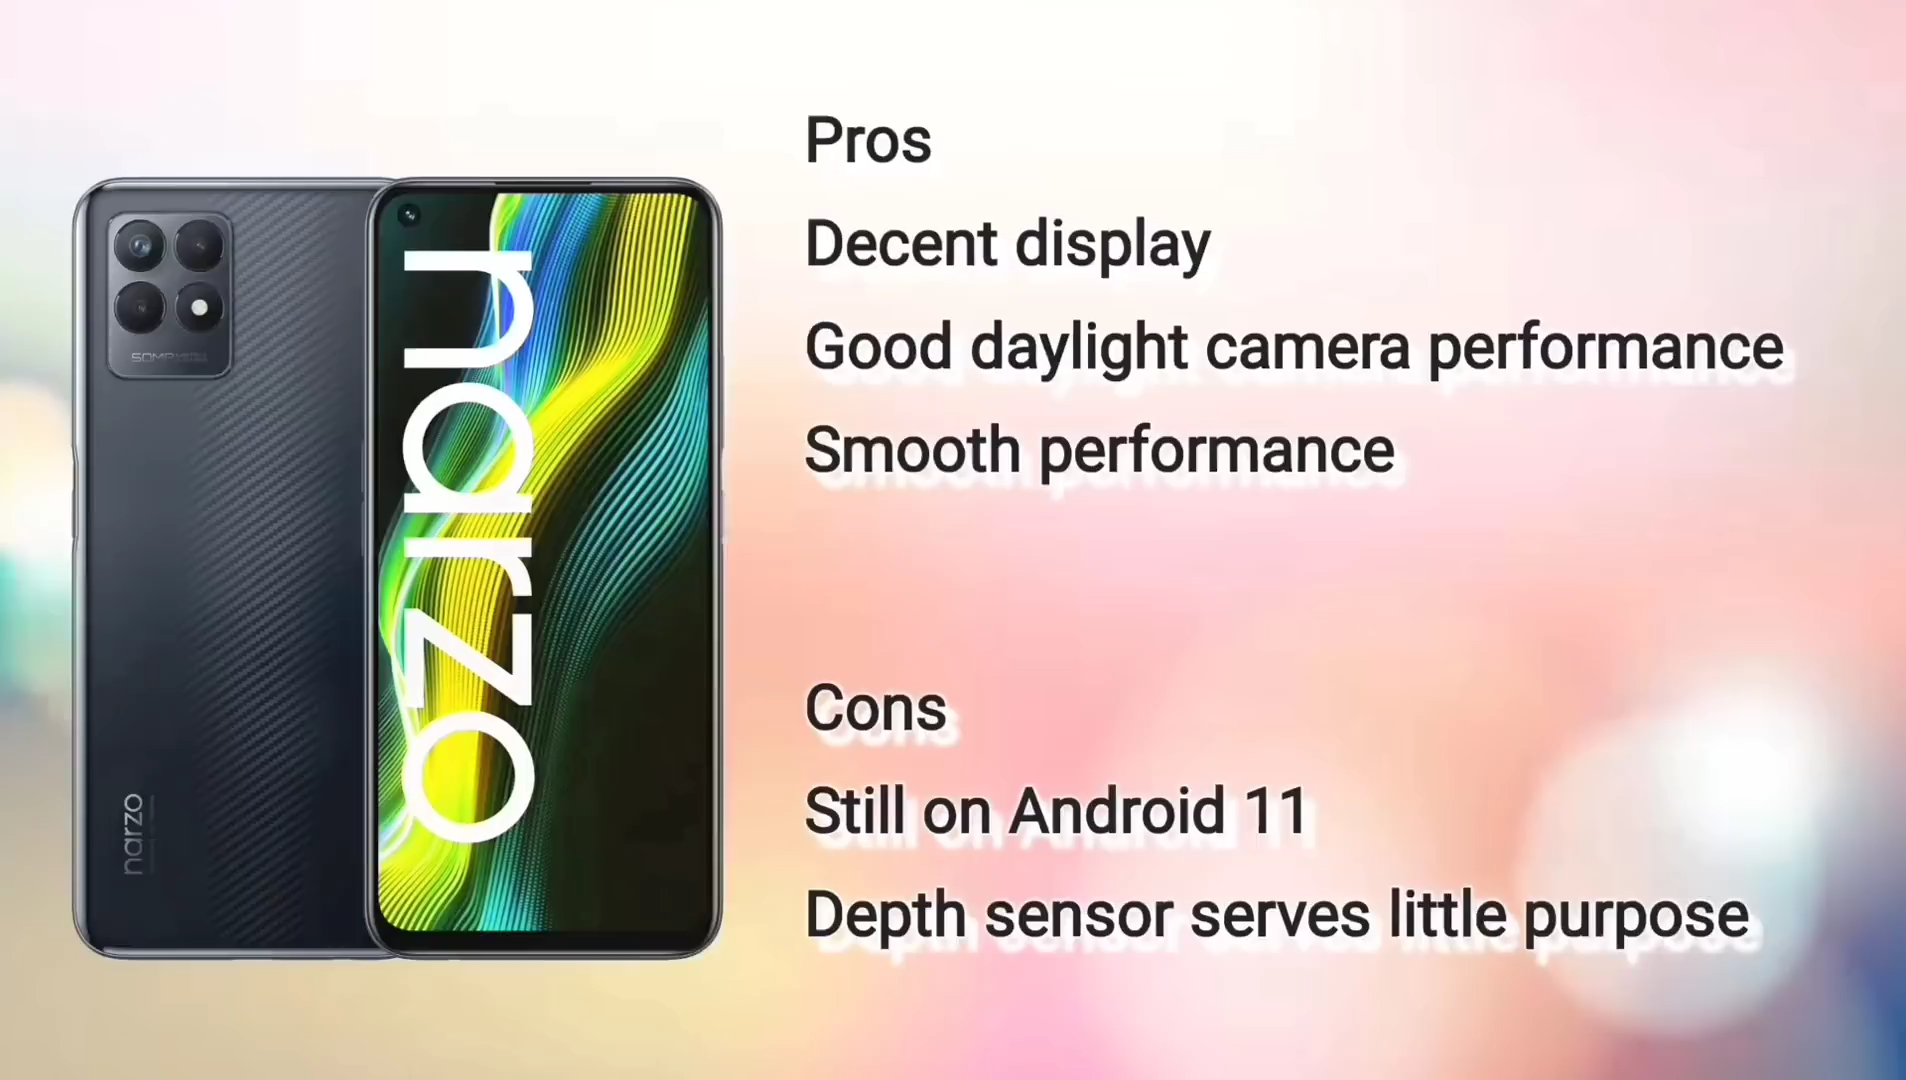 Pros
Decent display
Good daylight camera performance
Smooth performance
Cons
Still on Android 11
Depth sensor serves little purpose
narzo
50MP
narzo